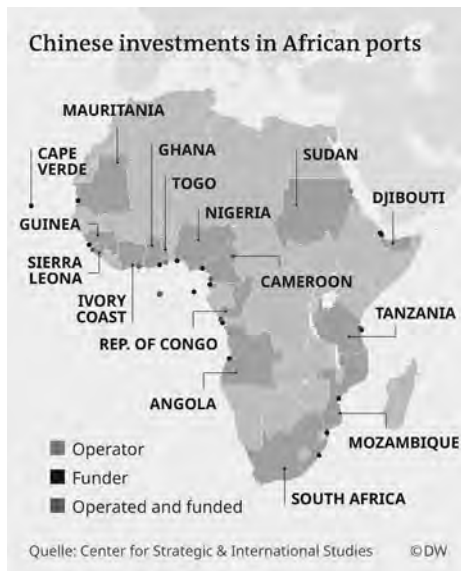 Chinese investments in African ports
MAURITANIA
CAPE
VERDE
GHANA
SUDAN
TOGO
DJIBOUTI
GUINEA
NIGERIA
SIERRA
LEONA
CAMEROON
IVORY
COAST
TANZANIA
REP. OF CONGO
ANGOLA
MOZAMBIQUE
Operator
Funder
SOUTH AFRICA
Operated and funded
Quelle: Center for Strategic & International Studies ©DW